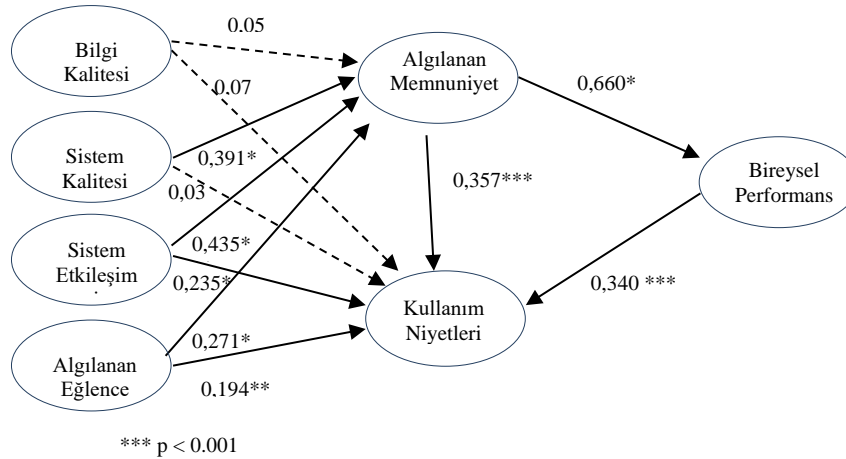 Bilgi
Kalitesi
Sistem
Kalitesi
Sistem
Etkileşim
.
Algılanan
Eğlence
Algılanan
Memnuniyet
Kullanım
Niyetleri
Bireysel
Performans
0.05
0.07
0,391*
0,03
0,435*
0,235*
0,271*
0,194**
0,357***
0,660*
0,340 ***
*** p < 0.001